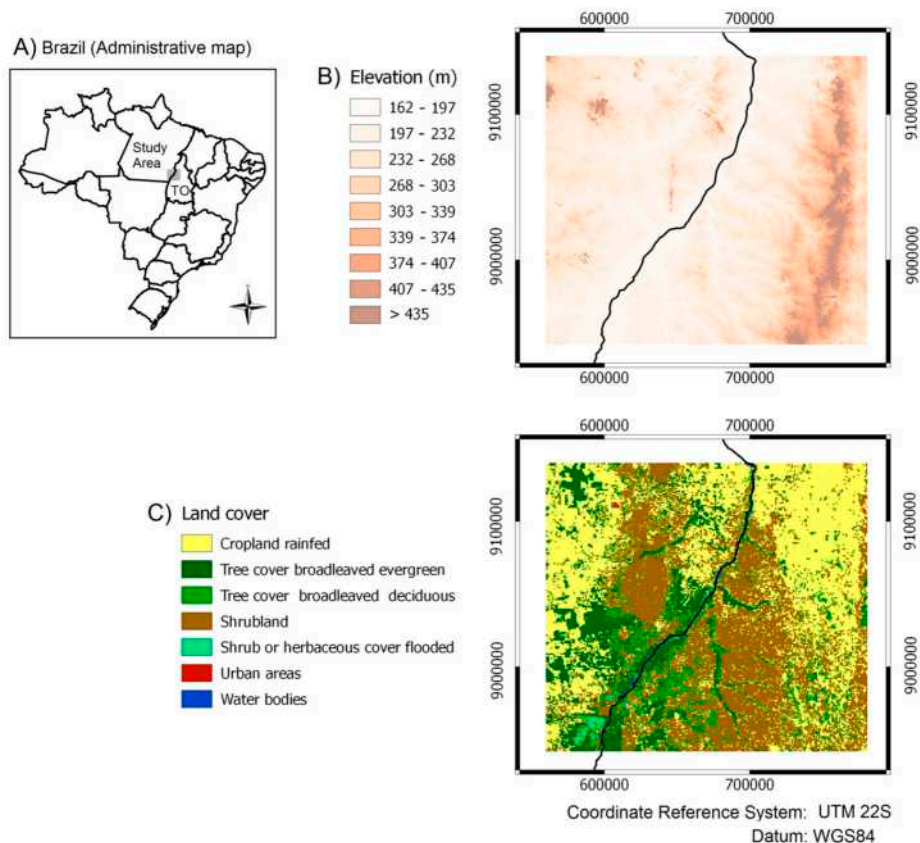 A) Brazil (Administrative map)
Study
Area
TO
B) Elevation (m)
162 - 197
197 - 232
232 - 268
268 - 303
303 - 339
339 - 374
374 - 407
407 - 435
> 435
600000 700000
9100000 9100000
9000000 9000000
600000 700000
C) Land cover
Cropland rainfed
Tree cover broadleaved evergreen
Tree cover broadleaved deciduous
Shrubland
Shrub or herbaceous cover flooded
Urban areas
Water bodies
600000 700000
9100000 9100000
9000000 9000000
600000 700000
Coordinate Reference System: UTM 22S
Datum: WGS84